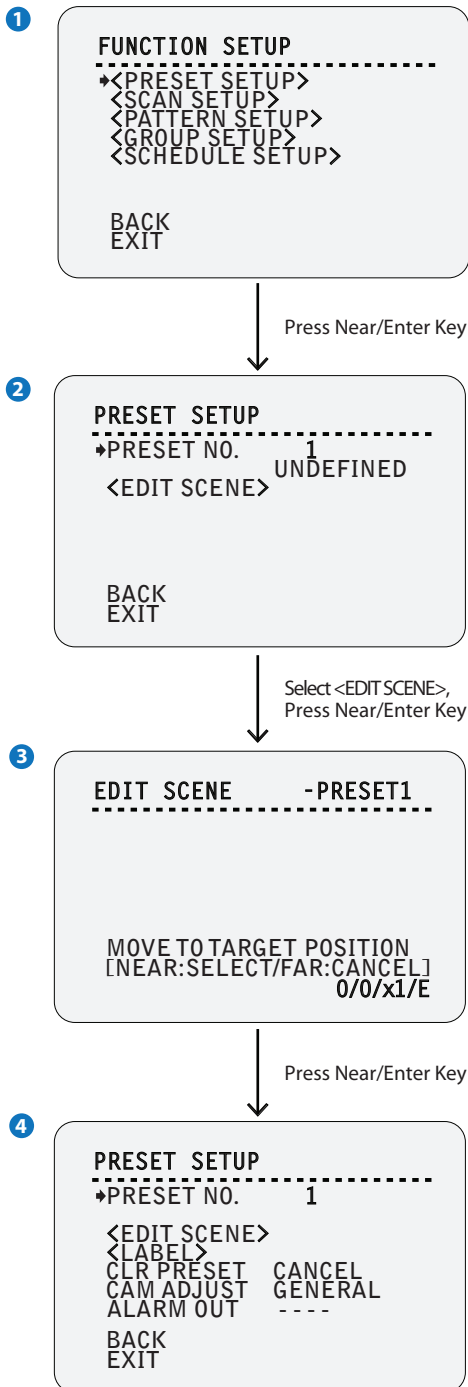 1
FUNCTION SETUP
<PRESET SETUP>
<SCAN SETUP>
<PATTERN SETUP>
<GROUP SETUP>
<SCHEDULE SETUP>
BACK
EXIT
Press Near/Enter Key
2
PRESET SETUP
PRESET NO. 1
UNDEFINED
<EDIT SCENE>
BACK
EXIT
Select <EDIT SCENE>,
Press Near/Enter Key
3
EDIT SCENE -PRESET1
MOVE TO TARGET POSITION
[NEAR:SELECT/FAR:CANCEL]
0/0/x1/E
Press Near/Enter Key
4
PRESET SETUP
PRESET NO. 1
<EDIT SCENE>
<LABEL>
CLR PRESET CANCEL
CAM ADJUST GENERAL
ALARM OUT ----
BACK
EXIT